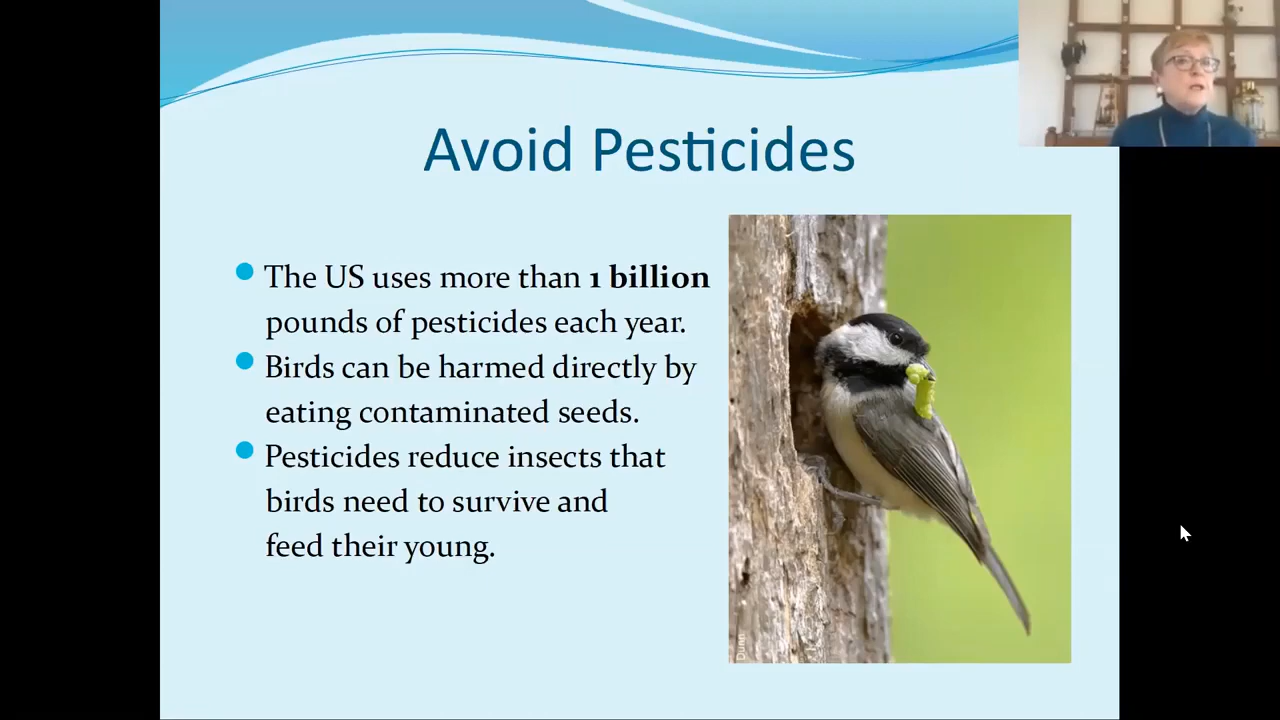 Avoid Pesticides
The US uses more than 1 billion
pounds of pesticides each year.
Birds can be harmed directly by
eating contaminated seeds.
Pesticides reduce insects that
birds need to survive and
feed their young.
Dunn